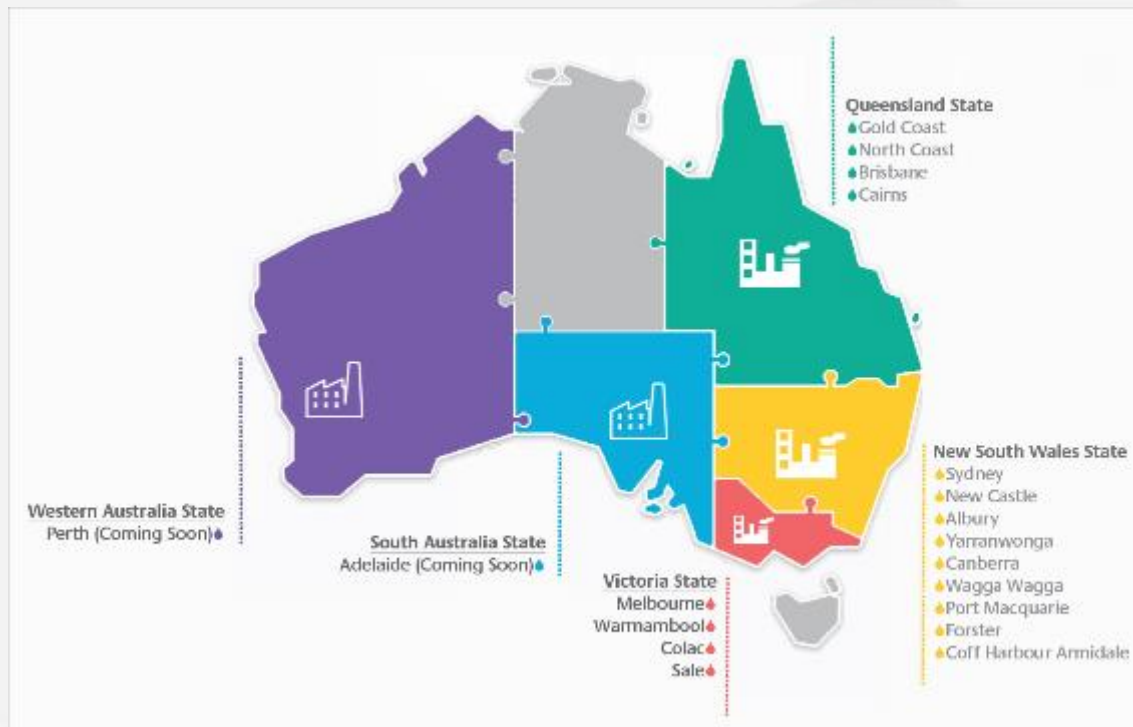 Queensland State
Gold Coast
North Coast
Brisbane
Cairns
New South Wales State
Sydney
New Castle
Albury
Yarranwonga
Canberra
Wagga Wagga
Port Macquarie
Forster
Coff Harbour Armidale
Western Australia State
Perth (Coming Soon)
South Australia State
Adelaide (Coming Soon)
Victoria State
Melbourne
Warmambool
Colac
Sale